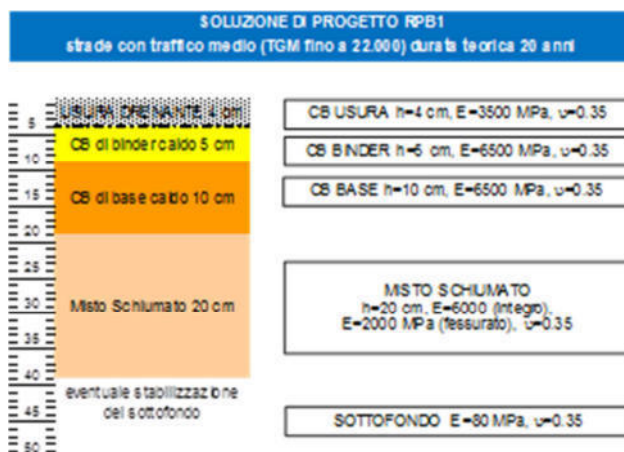 SOLUZIONE DI PROGETTO RPB1
strade con traffico medio (TGM fino a 22.000) durata teorica 20 anni
USURA DRENANTE 4 cm
CB di binder caldo 5 cm
CB di base caldo 10 cm
Misto Schiumato 20 cm
eventuale stabilizzazione
del sottofondo
5
10
15
20
25
30
35
40
45
50
CB USURA h=4 cm, E=3500 MPa, υ=0.35
CB BINDER h=5 cm, E=6500 MPa, υ=0.35
CB BASE h=10 cm, E=6500 MPa, υ=0.35
MISTO SCHIUMATO
h=20 cm, E=6000 (integro),
E=2000 MPa (fessurato), υ=0.35
SOTTOFONDO E=80 MPa, υ=0.35